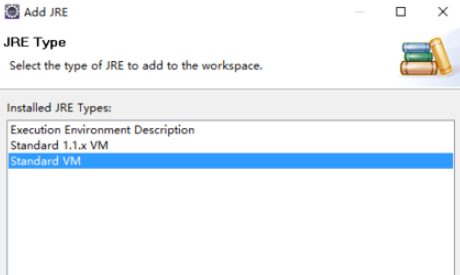 Add JRE
JRE Type
Select the type of JRE to add to the workspace.
Installed JRE Types:
Execution Environment Description
Standard 1.1.x VM
Standard VM